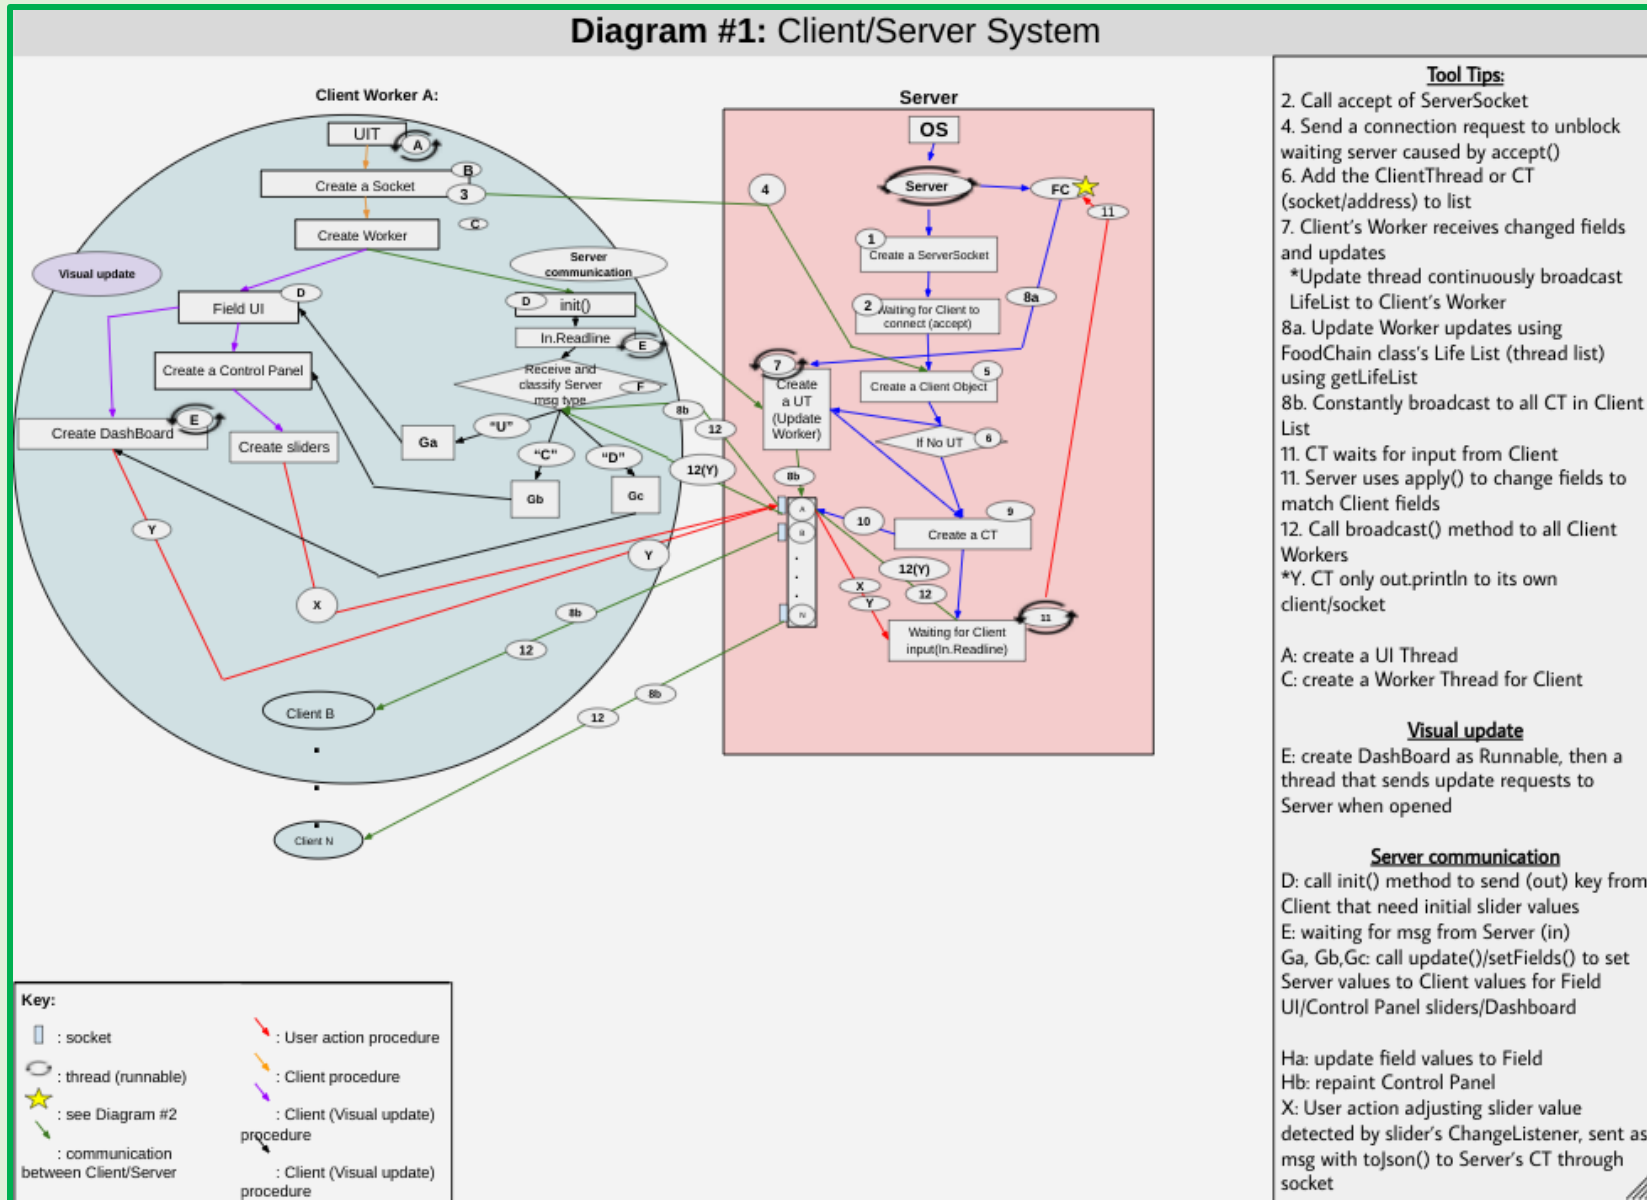 Diagram #1: Client/Server System
Client Worker A:
UIT
A
Create a Socket
B
3
Create Worker
C
Visual update
Server
communication
Field UI
D
D
init()
In.Readline
E
Create a Control Panel
Receive and
classify Server
msg type
F
Create DashBoard
E
Create sliders
Ga
"U"
"C"
"D"
Gb
Gc
8b
12
12(Y)
Y
X
Y
8b
12
Client B
8b
12
Client N
Server
OS
Server
FC
11
4
1
Create a ServerSocket
2
Waiting for Client to
connect (accept)
8a
7
Create
a UT
(Update
Worker)
5
Create a Client Object
If No UT
6
8b
A
B
N
10
9
Create a CT
12(Y)
X
12
Y
Waiting for Client
input(In.Readline)
11
Tool Tips:
2. Call accept of ServerSocket
4. Send a connection request to unblock
waiting server caused by accept()
6. Add the ClientThread or CT
(socket/address) to list
7. Client's Worker receives changed fields
and updates
*Update thread continuously broadcast
LifeList to Client's Worker
8a. Update Worker updates using
FoodChain class's Life List (thread list)
using getLifeList
8b. Constantly broadcast to all CT in Client
List
11. CT waits for input from Client
11. Server uses apply() to change fields to
match Client fields
12. Call broadcast() method to all Client
Workers
*Y. CT only out.println to its own
client/socket
A: create a UI Thread
C: create a Worker Thread for Client
Visual update
E: create DashBoard as Runnable, then a
thread that sends update requests to
Server when opened
Server communication
D: call init() method to send (out) key from
Client that need initial slider values
E: waiting for msg from Server (in)
Ga, Gb,Gc: call update()/setFields() to set
Server values to Client values for Field
UI/Control Panel sliders/Dashboard
Ha: update field values to Field
Hb: repaint Control Panel
X: User action adjusting slider value
detected by slider's ChangeListener, sent as
msg with toJson() to Server's CT through
socket
Key:
: socket
: thread (runnable)
: see Diagram #2
: communication
between Client/Server
: User action procedure
: Client procedure
: Client (Visual update)
procedure
: Client (Visual update)
procedure